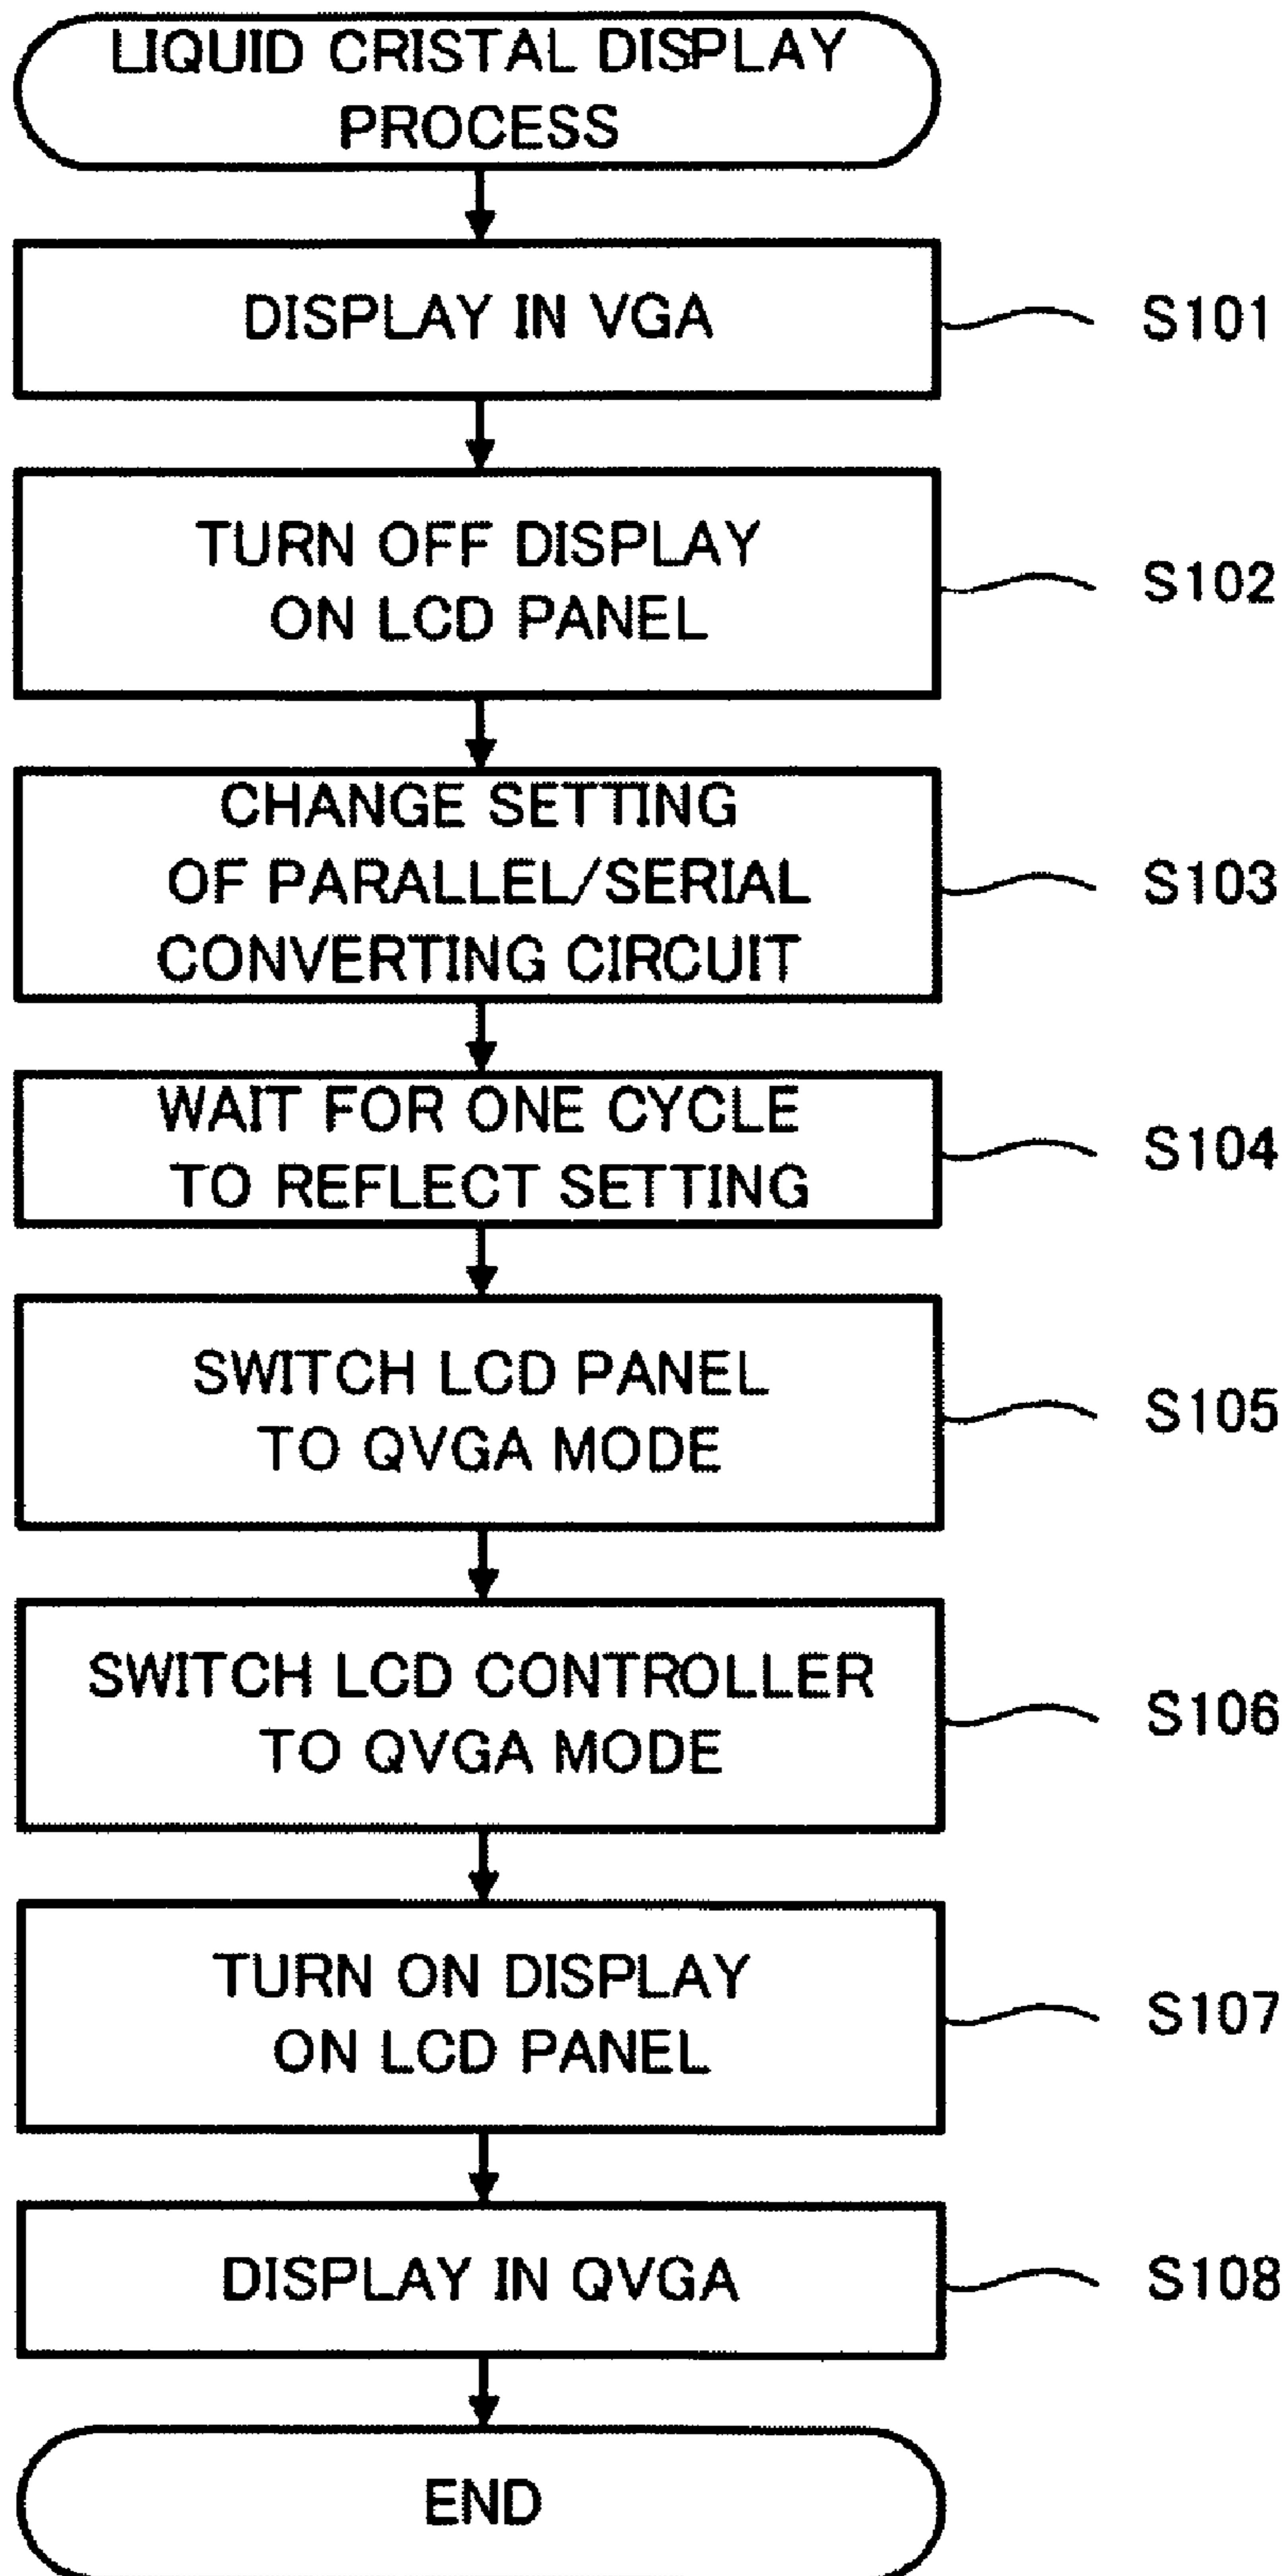 LIQUID CRISTAL DISPLAY
PROCESS
DISPLAY IN VGA
S101
TURN OFF DISPLAY
ON LCD PANEL
S102
CHANGE SETTING
OF PARALLEL/SERIAL
CONVERTING CIRCUIT
S103
WAIT FOR ONE CYCLE
TO REFLECT SETTING
S104
SWITCH LCD PANEL
TO QVGA MODE
S105
SWITCH LCD CONTROLLER
TO QVGA MODE
S106
TURN ON DISPLAY
ON LCD PANEL
S107
DISPLAY IN QVGA
S108
END